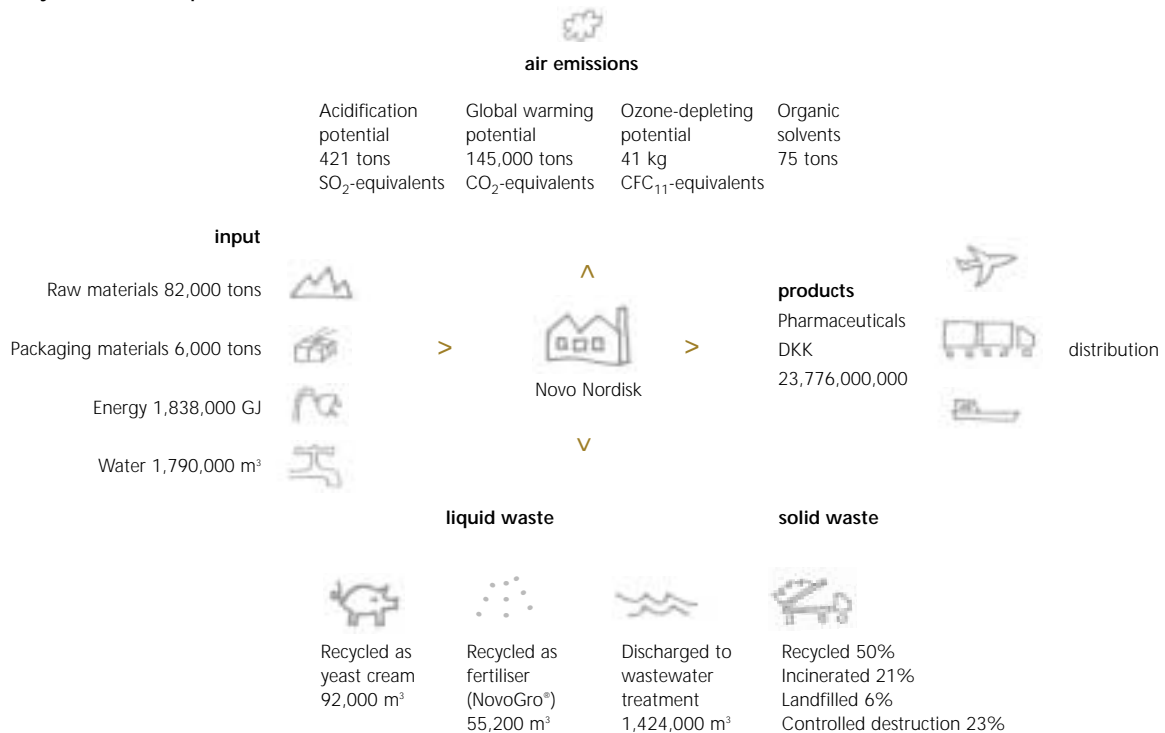 air emissions
Acidification
potential
421 tons
SO₂-equivalents
Global warming
potential
145,000 tons
CO₂-equivalents
Ozone-depleting
potential
41 kg
CFC₁₁-equivalents
Organic
solvents
75 tons
input
Raw materials 82,000 tons
Packaging materials 6,000 tons
Energy 1,838,000 GJ
Water 1,790,000 m³
>
^
Novo Nordisk
>
v
products
Pharmaceuticals
DKK
23,776,000,000
distribution
liquid waste
Recycled as
yeast cream
92,000 m³
Recycled as
fertiliser
(NovoGro®)
55,200 m³
Discharged to
wastewater
treatment
1,424,000 m³
solid waste
Recycled 50%
Incinerated 21%
Landfilled 6%
Controlled destruction 23%